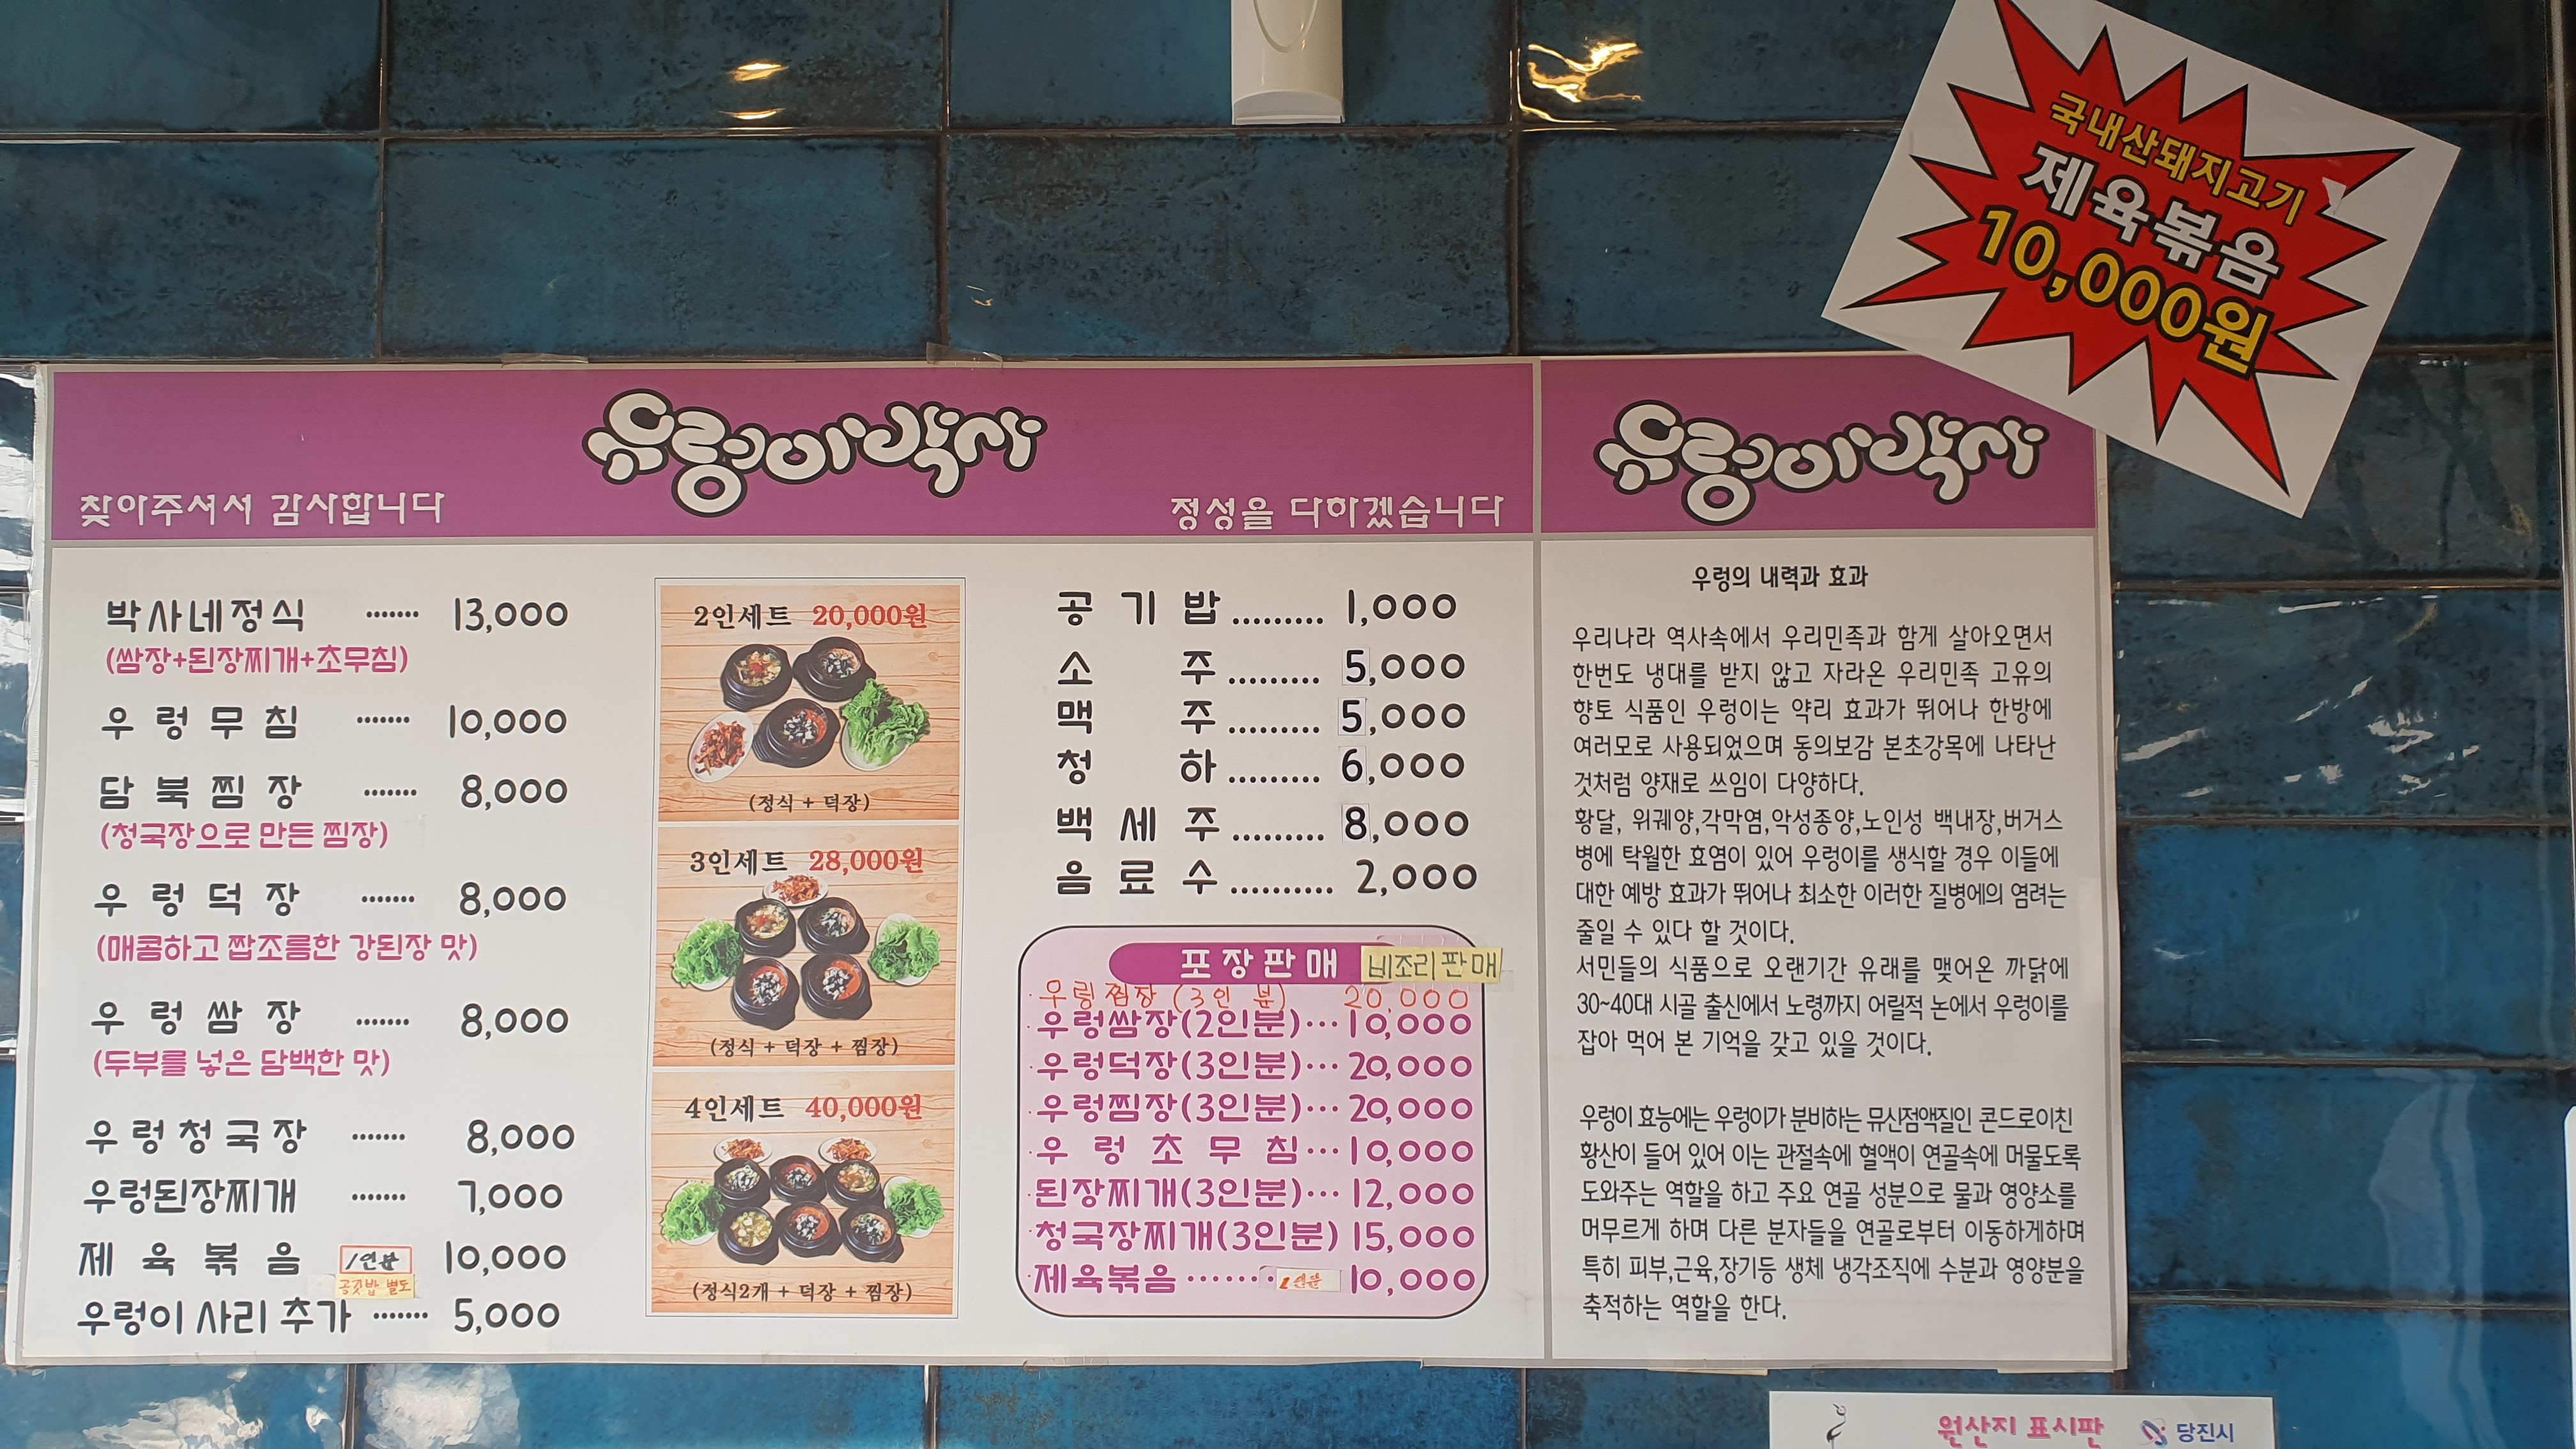 국내산돼지고기
제육볶음
10,000원
우렁이박사
찾아주셔서 감사합니다
정성을 다하겠습니다
박사네정식 ······· 13,000
(쌈장+된장찌개+초무침)
우렁무침 ······· 10,000
담북찜장 ······· 8,000
(청국장으로 만든 찜장)
우렁덕장 ······· 8,000
(매콤하고 짭조름한 강된장 맛)
우렁쌈장 ······· 8,000
(두부를 넣은 담백한 맛)
우렁청국장 ······· 8,000
우렁된장찌개 ······· 7,000
제육볶음 1인분 10,000
공깃밥 별도
우렁이 사리 추가 ······· 5,000
2인세트 20,000원
(정식 + 덕장)
3인세트 28,000원
(정식 + 덕장 + 찜장)
4인세트 40,000원
(정식2개 + 덕장 + 찜장)
공기밥......... 1,000
소주......... 5,000
맥주......... 5,000
청하......... 6,000
백세주......... 8,000
음료수.......... 2,000
포장판매 비조리판매
·우렁찜장 (3인분) 20,000
·우렁쌈장(2인분)···10,000
·우렁덕장(3인분)···20,000
·우렁찜장(3인분)···20,000
·우렁초무침···10,000
·된장찌개(3인분)···12,000
·청국장찌개(3인분) 15,000
·제육볶음······· 1인분 10,000
우렁이박사
우렁의 내력과 효과
우리나라 역사속에서 우리민족과 함께 살아오면서
한번도 냉대를 받지 않고 자라온 우리민족 고유의
향토 식품인 우렁이는 약리 효과가 뛰어나 한방에
여러모로 사용되었으며 동의보감 본초강목에 나타난
것처럼 양재로 쓰임이 다양하다.
황달, 위궤양,각막염,악성종양,노인성 백내장,버거스
병에 탁월한 효염이 있어 우렁이를 생식할 경우 이들에
대한 예방 효과가 뛰어나 최소한 이러한 질병에의 염려는
줄일 수 있다 할 것이다.
서민들의 식품으로 오랜기간 유래를 맺어온 까닭에
30~40대 시골 출신에서 노령까지 어릴적 논에서 우렁이를
잡아 먹어 본 기억을 갖고 있을 것이다.
우렁이 효능에는 우렁이가 분비하는 뮤신점액질인 콘드로이친
황산이 들어 있어 이는 관절속에 혈액이 연골속에 머물도록
도와주는 역할을 하고 주요 연골 성분으로 물과 영양소를
머무르게 하며 다른 분자들을 연골로부터 이동하게하며
특히 피부,근육,장기등 생체 냉각조직에 수분과 영양분을
축적하는 역할을 한다.
원산지 표시판 당진시